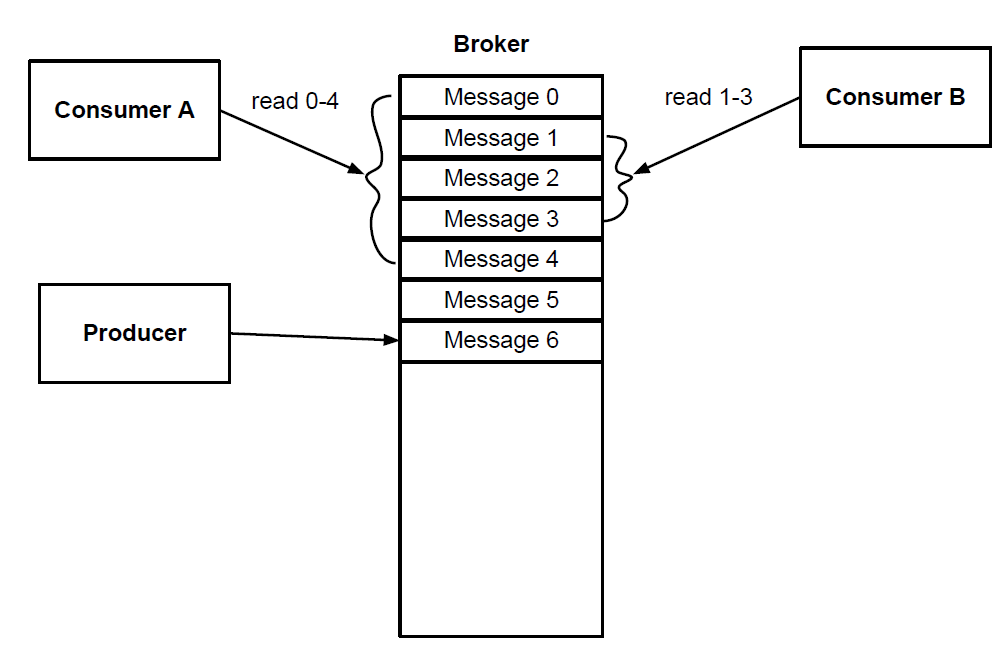 Broker
Consumer A
read 0-4
Message 0
read 1-3
Consumer B
Message 1
Message 2
Message 3
Message 4
Message 5
Producer
Message 6